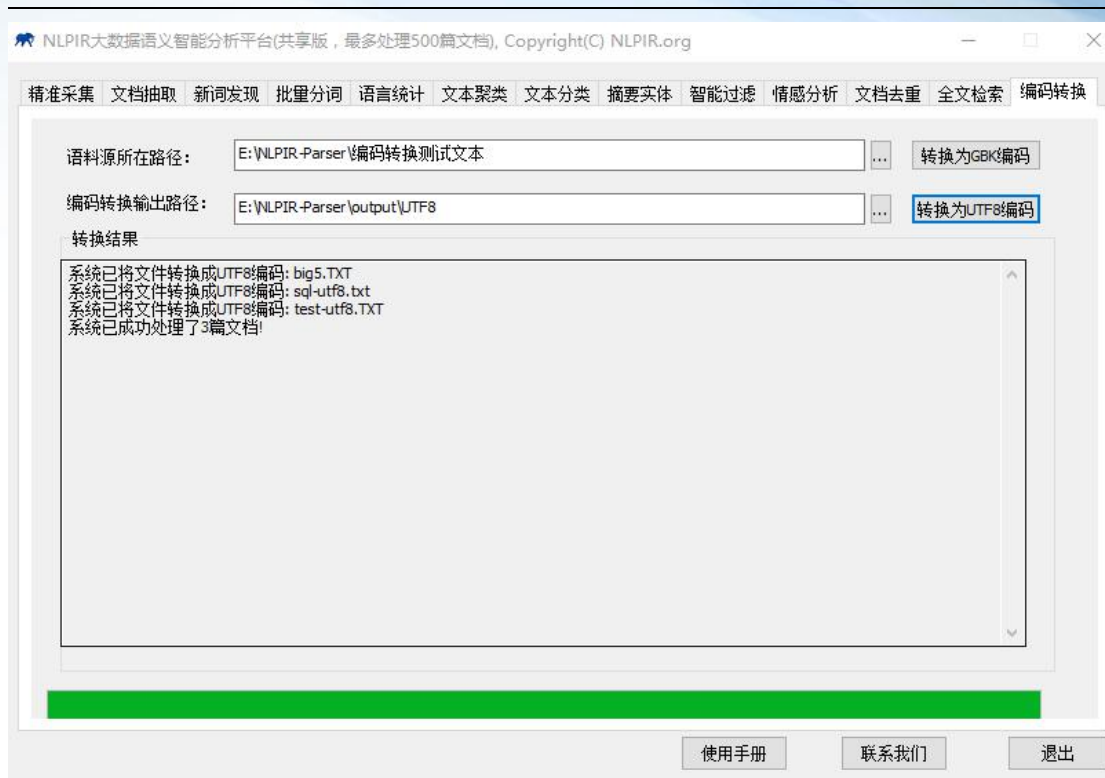 NLPIR大数据语义智能分析平台(共享版，最多处理500篇文档), Copyright(C) NLPIR.org
精准采集 文档抽取 新词发现 批量分词 语言统计 文本聚类 文本分类 摘要实体 智能过滤 情感分析 文档去重 全文检索 编码转换
语料源所在路径： E:\NLPIR-Parser\编码转换测试文本 ... 转换为GBK编码
编码转换输出路径： E:\NLPIR-Parser\output\UTF8 ... 转换为UTF8编码
转换结果
系统已将文件转换成UTF8编码: big5.TXT
系统已将文件转换成UTF8编码: sql-utf8.txt
系统已将文件转换成UTF8编码: test-utf8.TXT
系统已成功处理了3篇文档!
使用手册 联系我们 退出